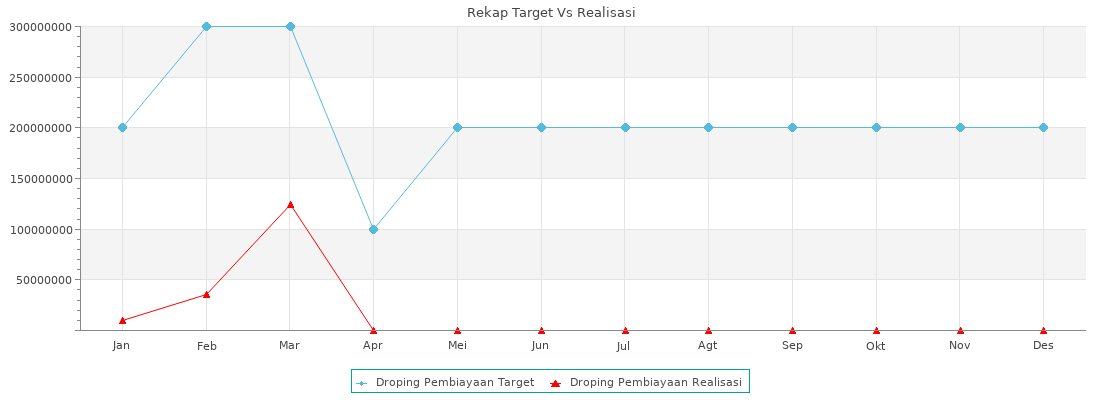 Rekap Target Vs Realisasi
300000000
250000000
200000000
150000000
100000000
50000000
Jan Feb Mar Apr Mei Jun Jul Agt Sep Okt Nov Des
Droping Pembiayaan Target Droping Pembiayaan Realisasi